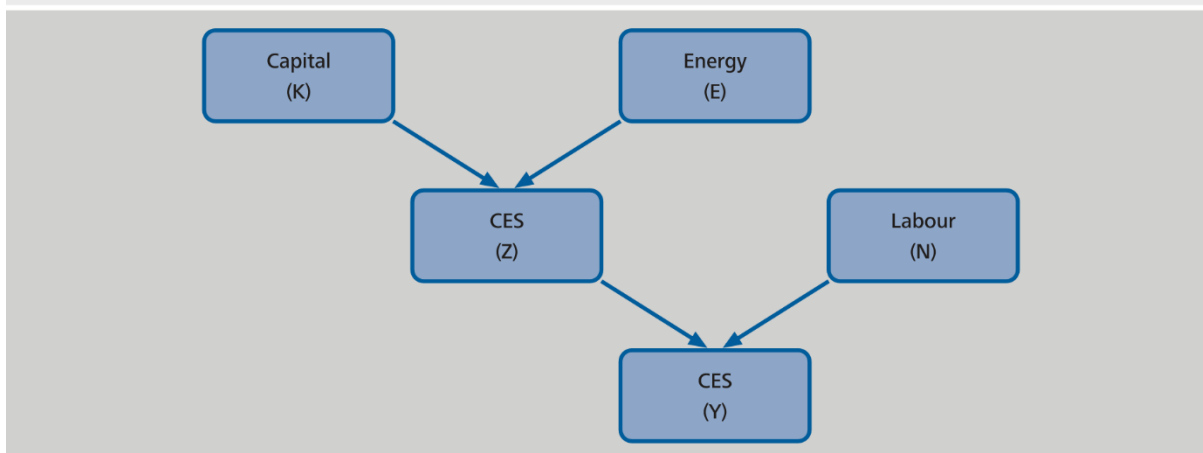 Capital
(K)
Energy
(E)
CES
(Z)
Labour
(N)
CES
(Y)